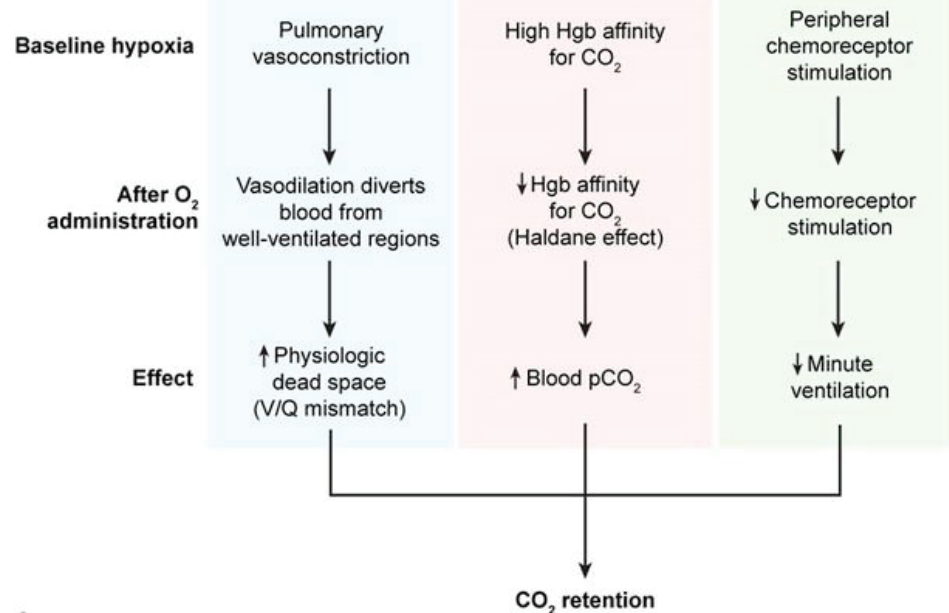 Baseline hypoxia
Pulmonary
vasoconstriction
High Hgb affinity
for CO₂
Peripheral
chemoreceptor
stimulation
After O₂
administration
Vasodilation diverts
blood from
well-ventilated regions
↓Hgb affinity
for CO₂
(Haldane effect)
↓Chemoreceptor
stimulation
Effect
↑Physiologic
dead space
(V/Q mismatch)
↑ Blood pCO₂
↓Minute
ventilation
CO₂ retention